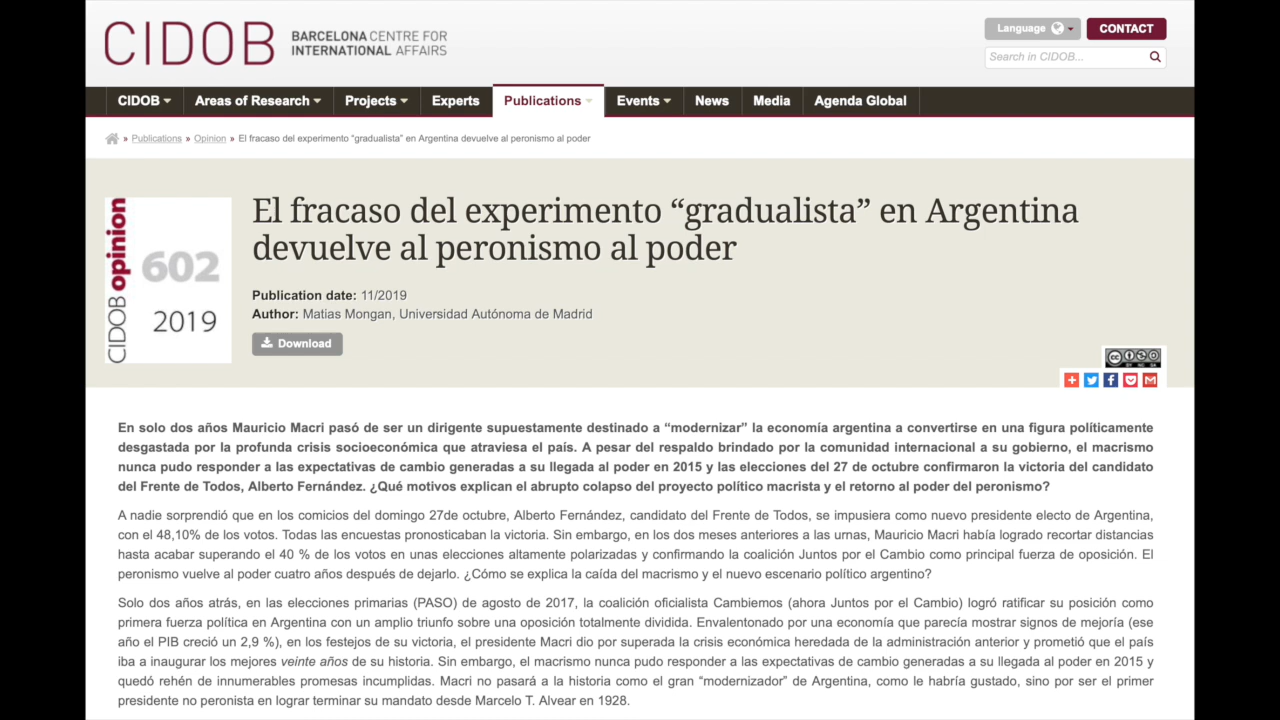 CIDOB
BARCELONA CENTRE FOR
INTERNATIONAL AFFAIRS
Language
CONTACT
Search in CIDOB...
CIDOB
Areas of Research
Projects
Experts
Publications
Events
News
Media
Agenda Global
» Publications » Opinion » El fracaso del experimento “gradualista” en Argentina devuelve al peronismo al poder
CIDOB opinion
602
2019
El fracaso del experimento “gradualista” en Argentina
devuelve al peronismo al poder
Publication date: 11/2019
Author: Matias Mongan, Universidad Autónoma de Madrid
Download
CC
BY NC SA
En solo dos años Mauricio Macri pasó de ser un dirigente supuestamente destinado a “modernizar” la economía argentina a convertirse en una figura políticamente
desgastada por la profunda crisis socioeconómica que atraviesa el país. A pesar del respaldo brindado por la comunidad internacional a su gobierno, el macrismo
nunca pudo responder a las expectativas de cambio generadas a su llegada al poder en 2015 y las elecciones del 27 de octubre confirmaron la victoria del candidato
del Frente de Todos, Alberto Fernández. ¿Qué motivos explican el abrupto colapso del proyecto político macrista y el retorno al poder del peronismo?
A nadie sorprendió que en los comicios del domingo 27de octubre, Alberto Fernández, candidato del Frente de Todos, se impusiera como nuevo presidente electo de Argentina,
con el 48,10% de los votos. Todas las encuestas pronosticaban la victoria. Sin embargo, en los dos meses anteriores a las urnas, Mauricio Macri había logrado recortar distancias
hasta acabar superando el 40 % de los votos en unas elecciones altamente polarizadas y confirmando la coalición Juntos por el Cambio como principal fuerza de oposición. El
peronismo vuelve al poder cuatro años después de dejarlo. ¿Cómo se explica la caída del macrismo y el nuevo escenario político argentino?
Solo dos años atrás, en las elecciones primarias (PASO) de agosto de 2017, la coalición oficialista Cambiemos (ahora Juntos por el Cambio) logró ratificar su posición como
primera fuerza política en Argentina con un amplio triunfo sobre una oposición totalmente dividida. Envalentonado por una economía que parecía mostrar signos de mejoría (ese
año el PIB creció un 2,9 %), en los festejos de su victoria, el presidente Macri dio por superada la crisis económica heredada de la administración anterior y prometió que el país
iba a inaugurar los mejores veinte años de su historia. Sin embargo, el macrismo nunca pudo responder a las expectativas de cambio generadas a su llegada al poder en 2015 y
quedó rehén de innumerables promesas incumplidas. Macri no pasará a la historia como el gran “modernizador” de Argentina, como le habría gustado, sino por ser el primer
presidente no peronista en lograr terminar su mandato desde Marcelo T. Alvear en 1928.